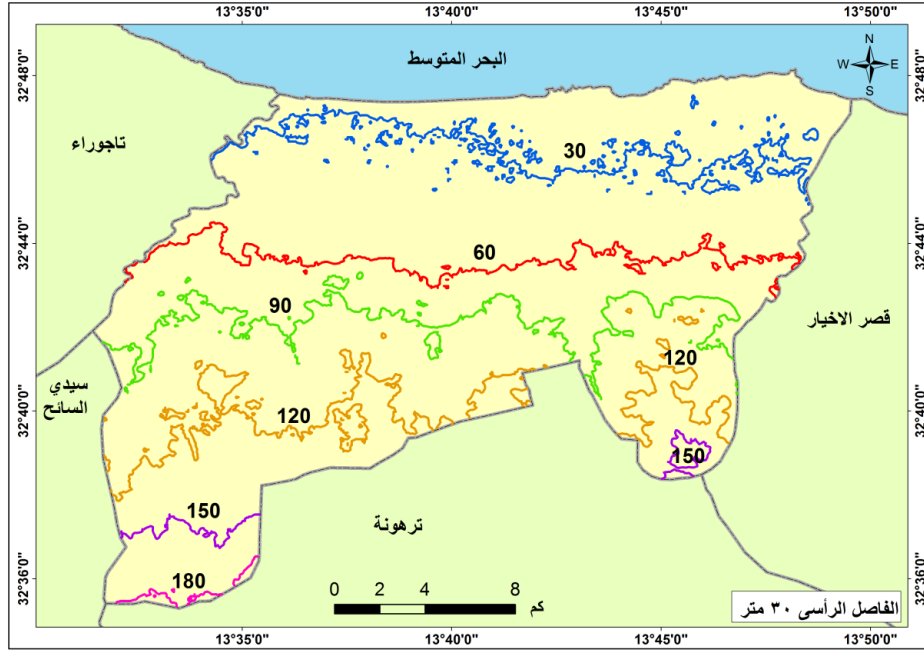 13°35'0" 13°40'0" 13°45'0" 13°50'0"
32°48'0" 32°48'0"
البحر المتوسط
N
W E
S
تاجوراء
30
32°44'0" 32°44'0"
60
90
قصر الاخيار
سيدي
السائح
120
32°40'0" 32°40'0"
120
150
150
ترهونة
180
32°36'0" 32°36'0"
0 2 4 8
كم
الفاصل الرأسى ٣٠ متر
13°35'0" 13°40'0" 13°45'0" 13°50'0"